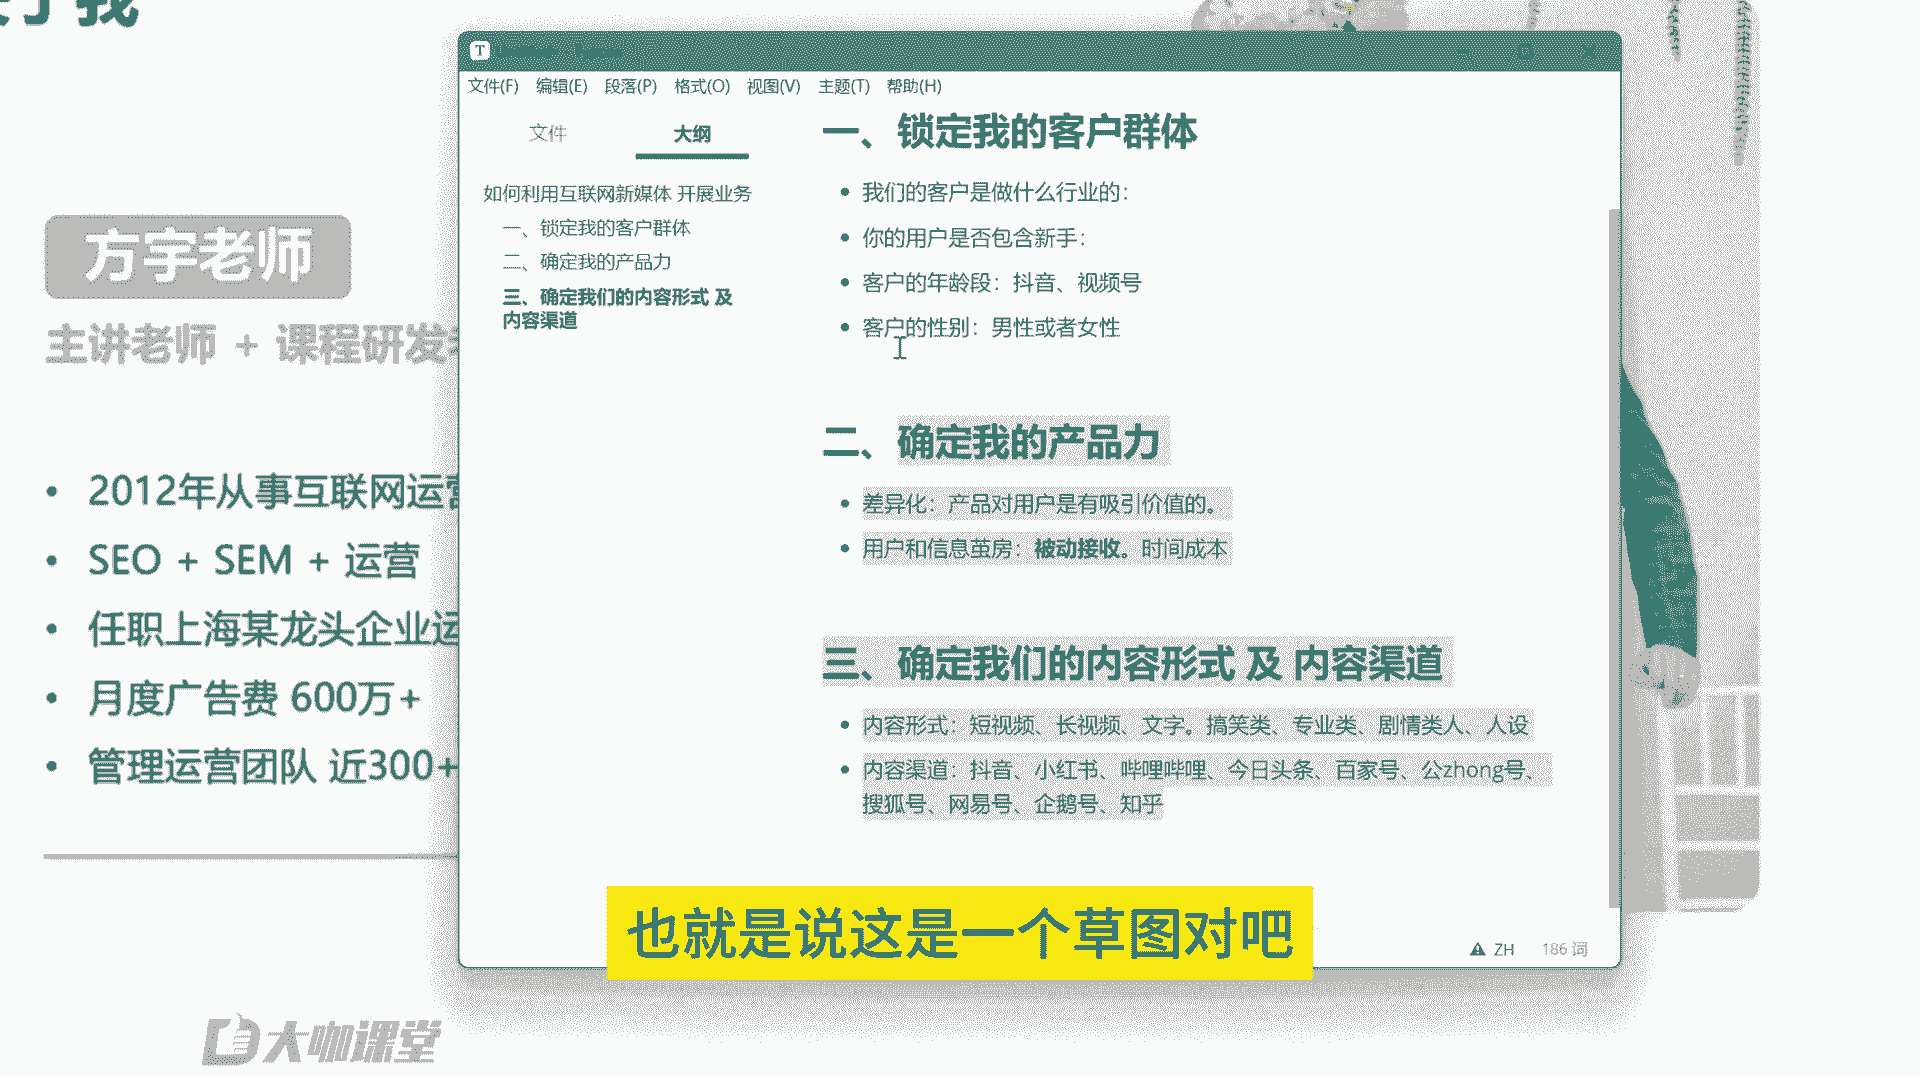 我
方宇老师
主讲老师 + 课程研发
2012年从事互联网运营
SEO + SEM + 运营
任职上海某龙头企业运
月度广告费 600万+
管理运营团队 近300+
大咖课堂
T
文件(F) 编辑(E) 段落(P) 格式(O) 视图(V) 主题(T) 帮助(H)
文件 大纲
如何利用互联网新媒体 开展业务
一、锁定我的客户群体
二、确定我的产品力
三、确定我们的内容形式 及
内容渠道
一、锁定我的客户群体
我们的客户是做什么行业的：
你的用户是否包含新手：
客户的年龄段：抖音、视频号
客户的性别：男性或者女性
二、确定我的产品力
差异化：产品对用户是有吸引价值的。
用户和信息茧房：被动接收。时间成本
三、确定我们的内容形式 及 内容渠道
内容形式：短视频、长视频、文字。搞笑类、专业类、剧情类人、人设
内容渠道：抖音、小红书、哔哩哔哩、今日头条、百家号、公zhong号、
搜狐号、网易号、企鹅号、知乎
ZH 186 词
也就是说这是一个草图对吧